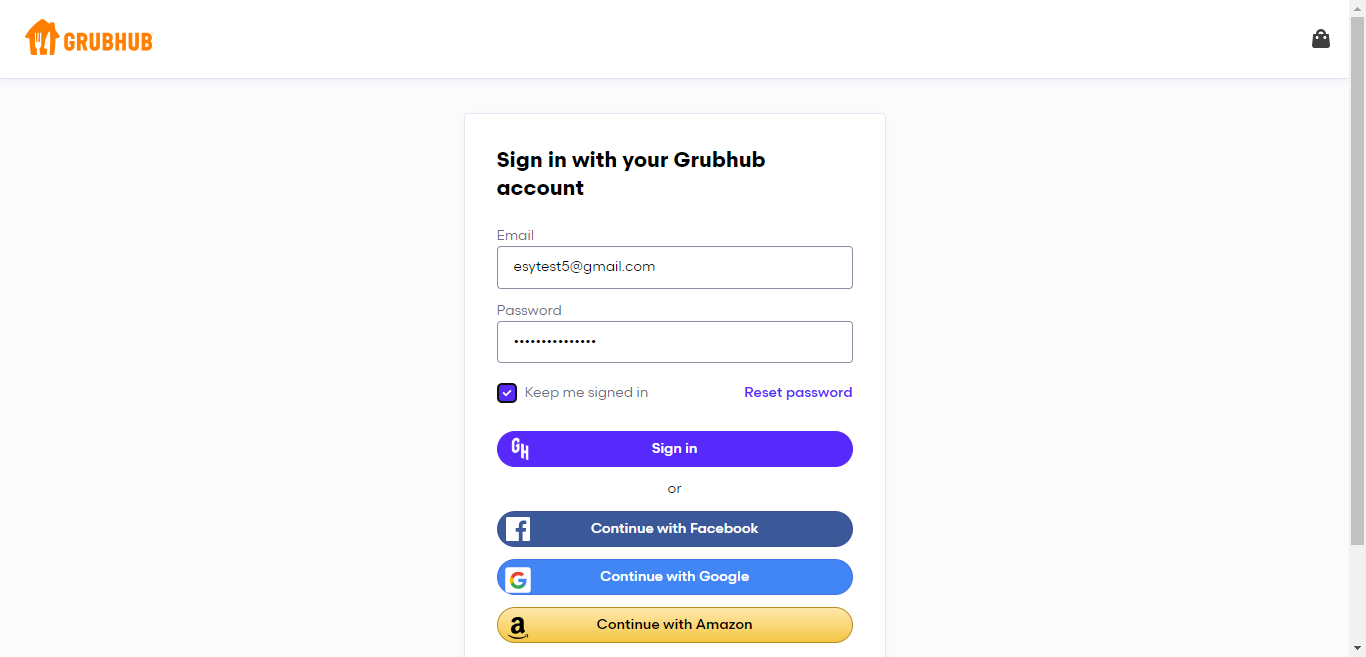 GRUBHUB
Sign in with your Grubhub
account
Email
esytest5@gmail.com
Password
•••••••••••••••
Keep me signed in
Reset password
GH
Sign in
or
f
Continue with Facebook
G
Continue with Google
a
Continue with Amazon